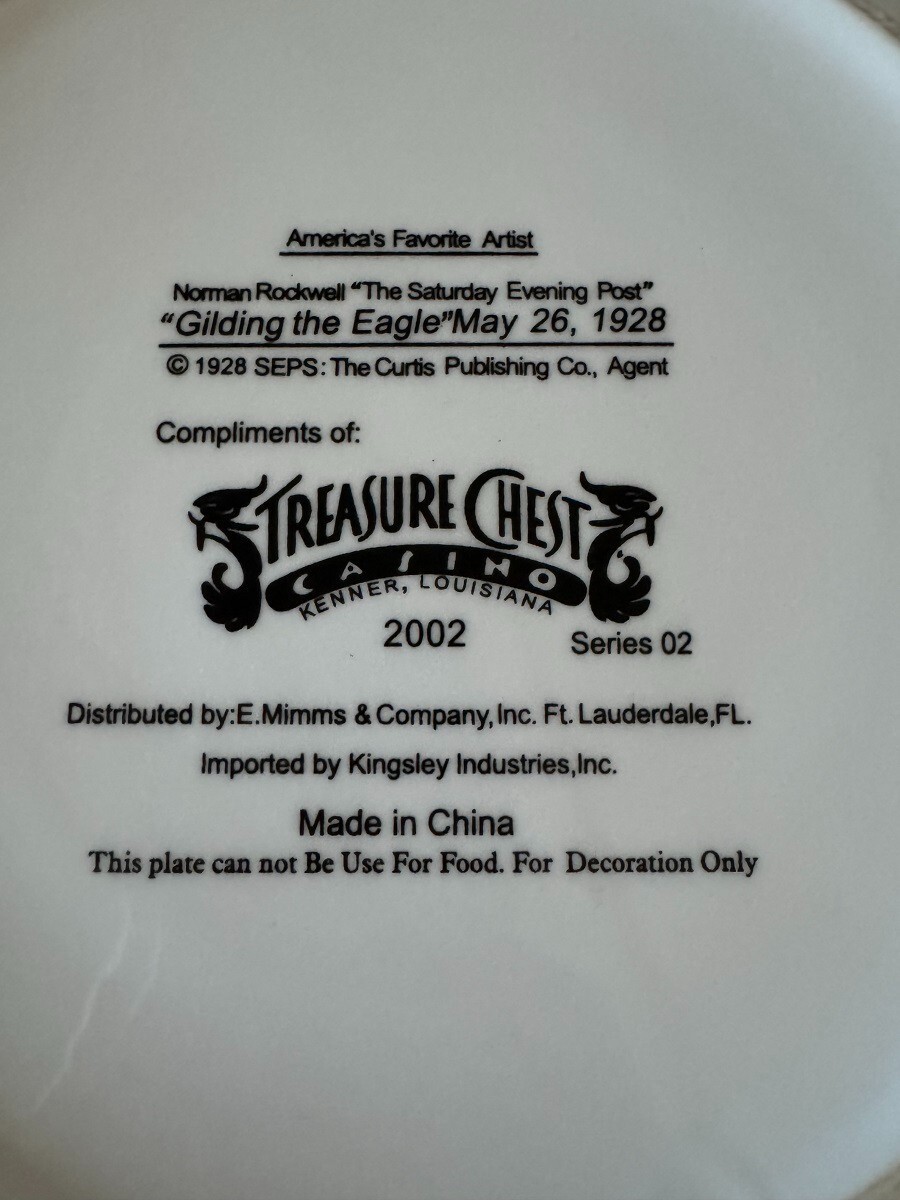 America's Favorite Artist
Norman Rockwell “The Saturday Evening Post”
“Gilding the Eagle”May 26, 1928
© 1928 SEPS: The Curtis Publishing Co., Agent
Compliments of:
TREASURE CHEST
CASINO
KENNER, LOUISIANA
2002
Series 02
Distributed by:E.Mimms & Company,Inc. Ft. Lauderdale,FL.
Imported by Kingsley Industries,Inc.
Made in China
This plate can not Be Use For Food. For Decoration Only